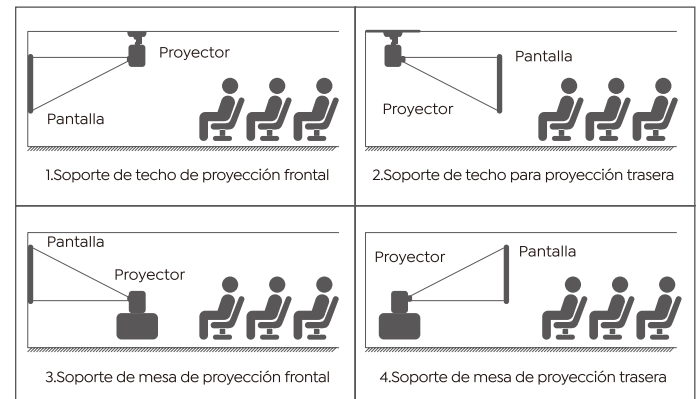 Proyector
Pantalla
1.Soporte de techo de proyección frontal
Pantalla
Proyector
2.Soporte de techo para proyección trasera
Pantalla
Proyector
3.Soporte de mesa de proyección frontal
Proyector
Pantalla
4.Soporte de mesa de proyección trasera